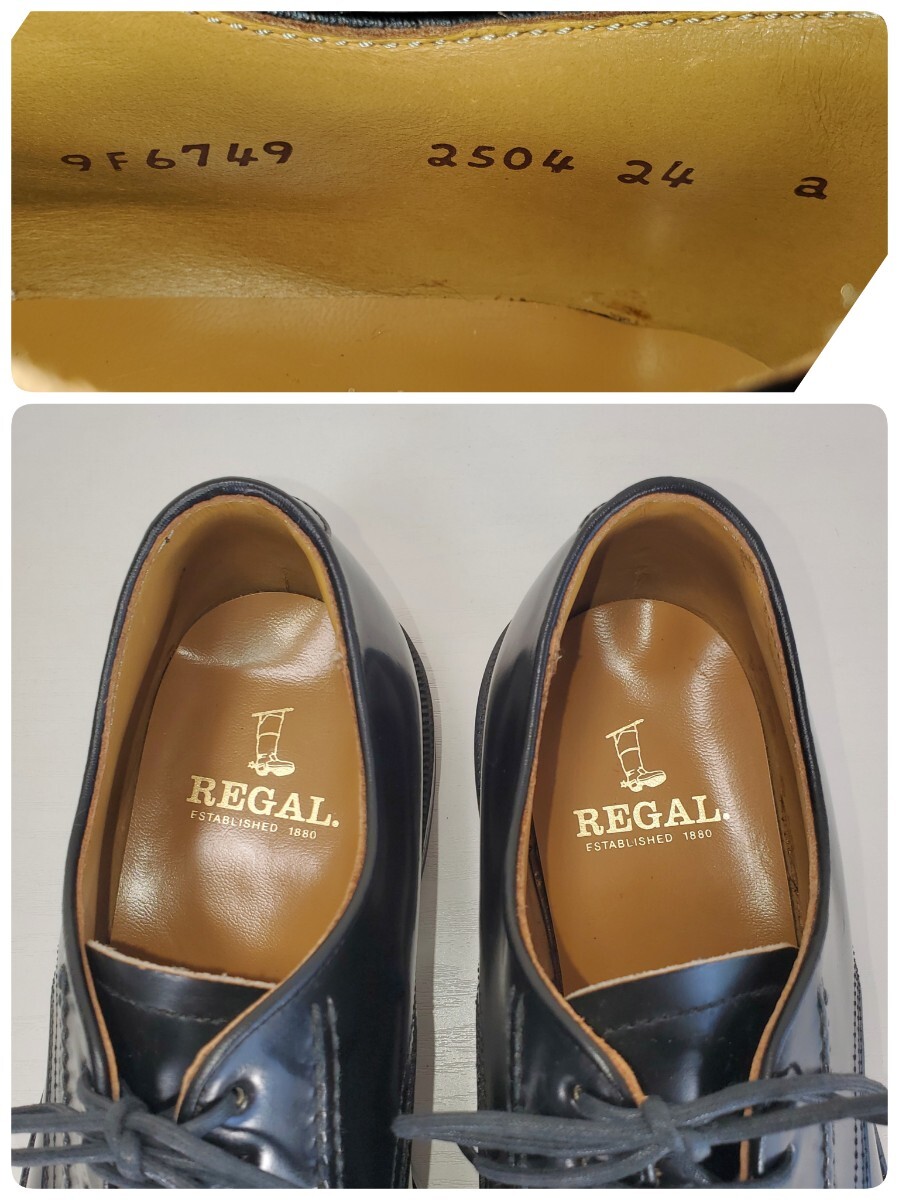 9F6749 2504 24 a
REGAL.
ESTABLISHED 1880
REGAL.
ESTABLISHED 1880